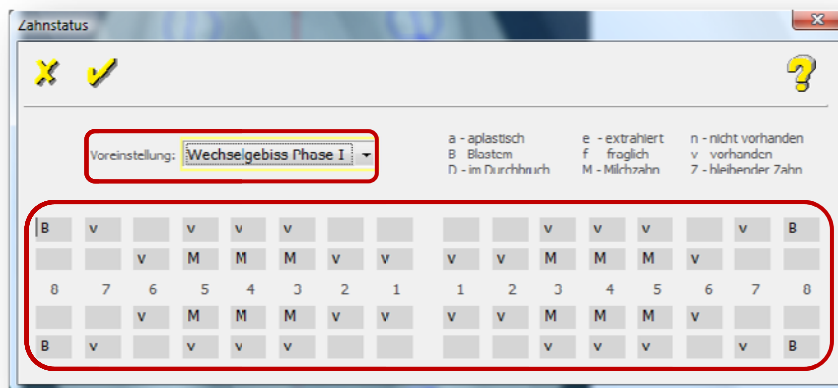 Zahnstatus
Voreinstellung: Wechselgebiss Phase I
a - aplastisch e - extrahiert n - nicht vorhanden
B Blastem f fraglich v vorhanden
D - im Durchbruch M - Milchzahn Z - bleibender Zahn
B v v v v v v v v B
v M M M v v v v M M M v
8 7 6 5 4 3 2 1 1 2 3 4 5 6 7 8
v M M M v v v v M M M v
B v v v v v v v v B